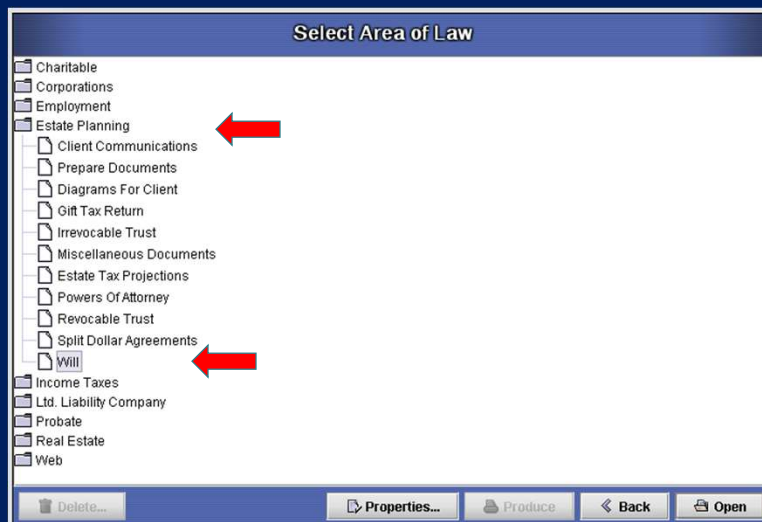 Select Area of Law
Charitable
Corporations
Employment
Estate Planning
Client Communications
Prepare Documents
Diagrams For Client
Gift Tax Return
Irrevocable Trust
Miscellaneous Documents
Estate Tax Projections
Powers Of Attorney
Revocable Trust
Split Dollar Agreements
Will
Income Taxes
Ltd. Liability Company
Probate
Real Estate
Web
Delete... Properties... Produce Back Open